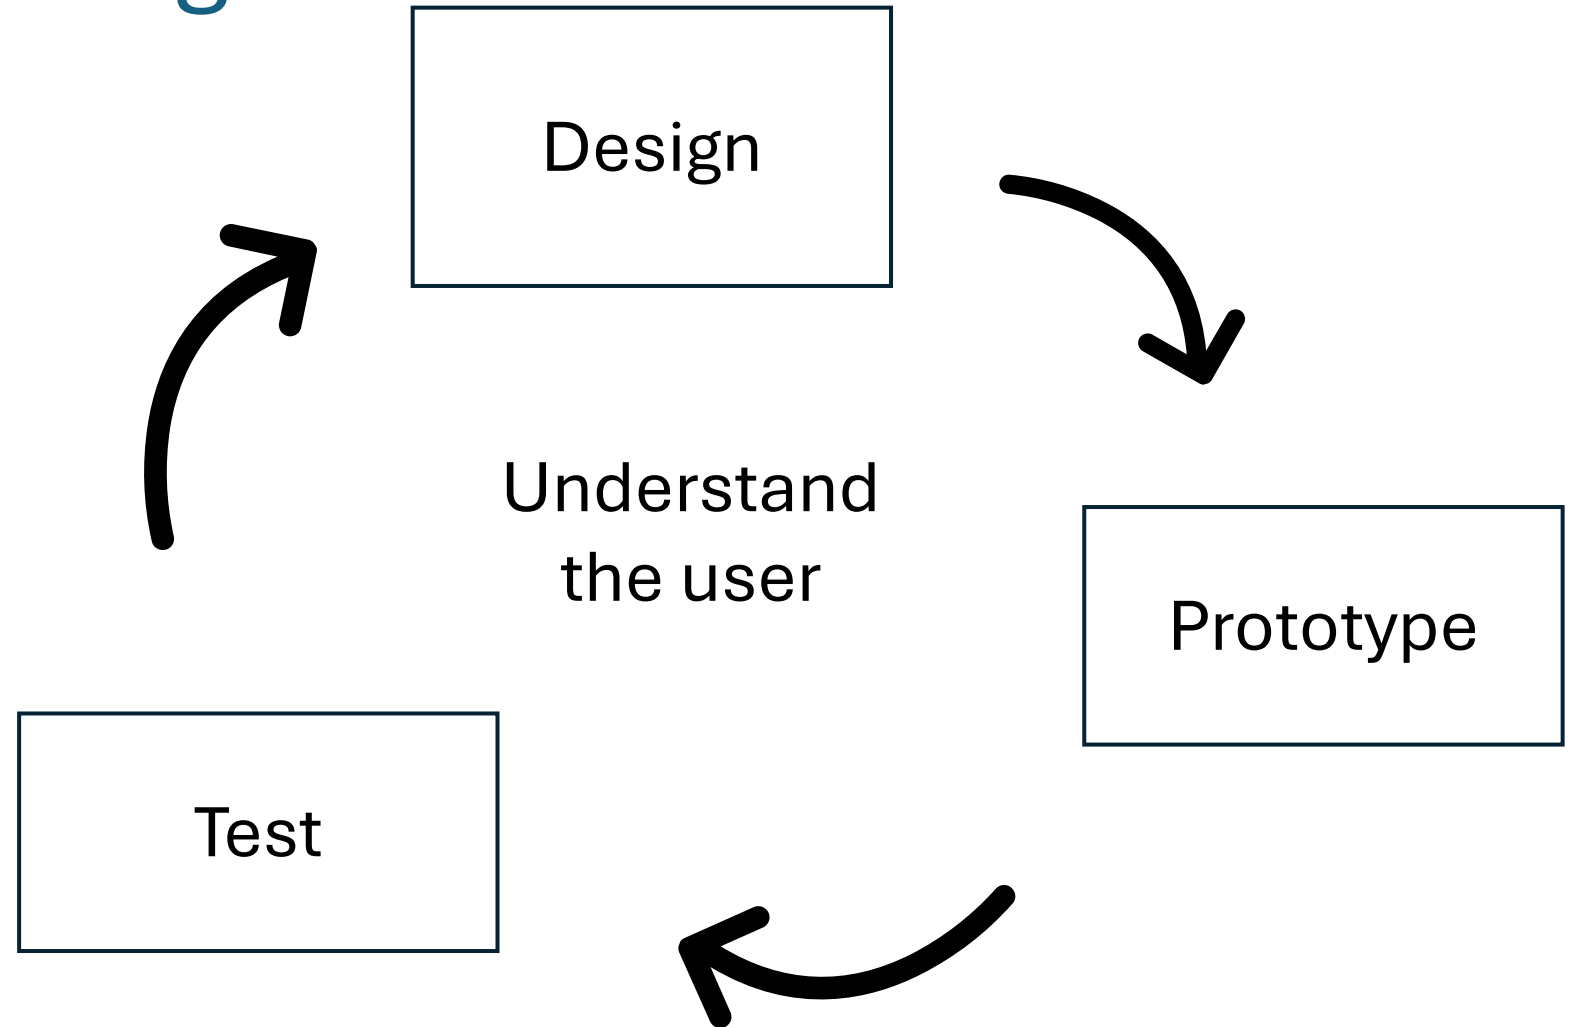 Design
Understand
the user
Prototype
Test